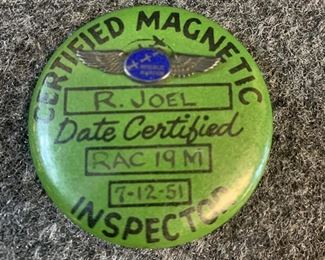 CERTIFIED MAGNETIC
R. JOEL
Date Certified
RAC 19 M
7-12-51
INSPECTOR